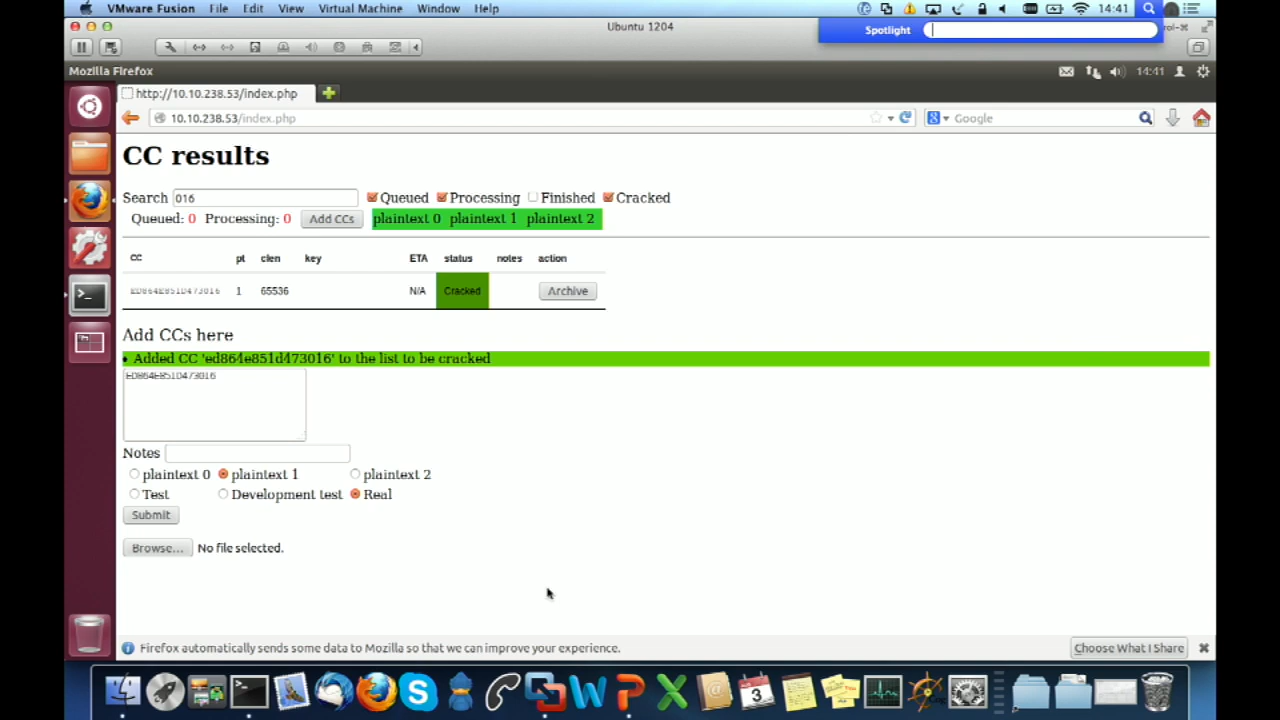 VMware Fusion File Edit View Virtual Machine Window Help 14:41
Ubuntu 1204
Spotlight
Mozilla Firefox 14:41
http://10.10.238.53/index.php
10.10.238.53/index.php Google
CC results
Search 016 Queued Processing Finished Cracked
Queued: 0 Processing: 0 Add CCs plaintext 0 plaintext 1 plaintext 2
CC pt clen key ETA status notes action
ED864E851D473016 1 65536 N/A Cracked Archive
Add CCs here
Added CC 'ed864e851d473016' to the list to be cracked
ED864E851D473016
Notes
plaintext 0 plaintext 1 plaintext 2
Test Development test Real
Submit
Browse... No file selected.
Firefox automatically sends some data to Mozilla so that we can improve your experience. Choose What I Share
3